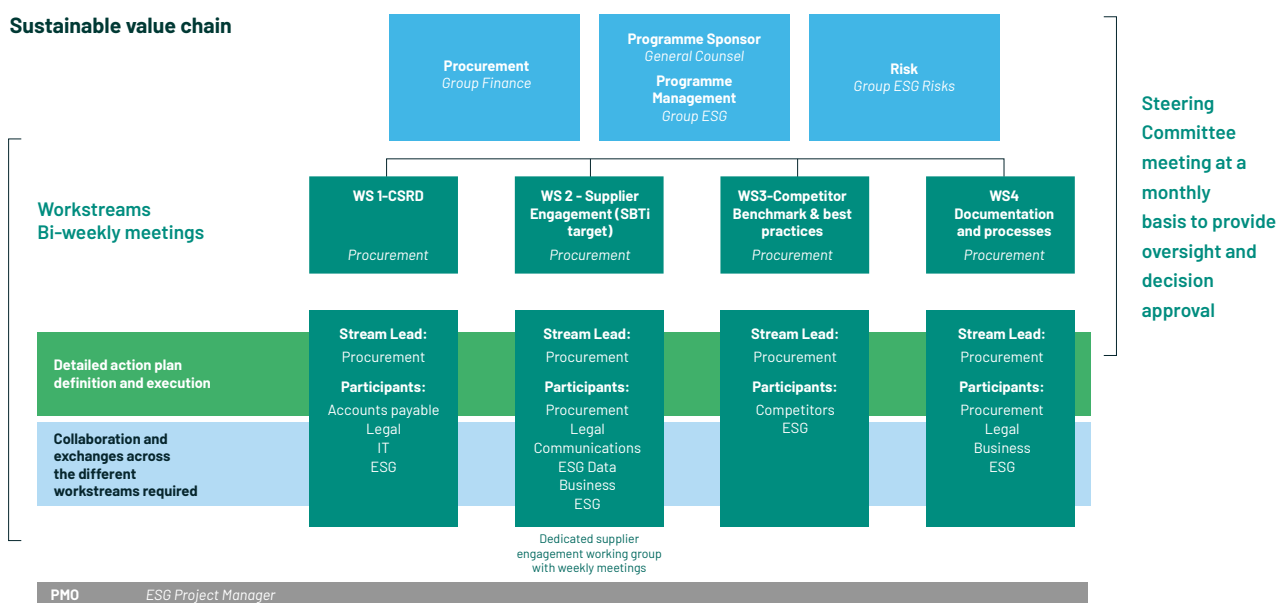 Sustainable value chain
Procurement
Group Finance
Programme Sponsor
General Counsel
Programme
Management
Group ESG
Risk
Group ESG Risks
Steering
Committee
meeting at a
monthly
basis to provide
oversight and
decision
approval
Workstreams
Bi-weekly meetings
WS 1-CSRD
Procurement
WS 2 - Supplier
Engagement (SBTi
target)
Procurement
WS3-Competitor
Benchmark & best
practices
Procurement
WS4
Documentation
and processes
Procurement
Detailed action plan
definition and execution
Collaboration and
exchanges across
the different
workstreams required
Stream Lead:
Procurement
Participants:
Accounts payable
Legal
IT
ESG
Stream Lead:
Procurement
Participants:
Procurement
Legal
Communications
ESG Data
Business
ESG
Dedicated supplier
engagement working group
with weekly meetings
Stream Lead:
Procurement
Participants:
Competitors
ESG
Stream Lead:
Procurement
Participants:
Procurement
Legal
Business
ESG
PMO ESG Project Manager